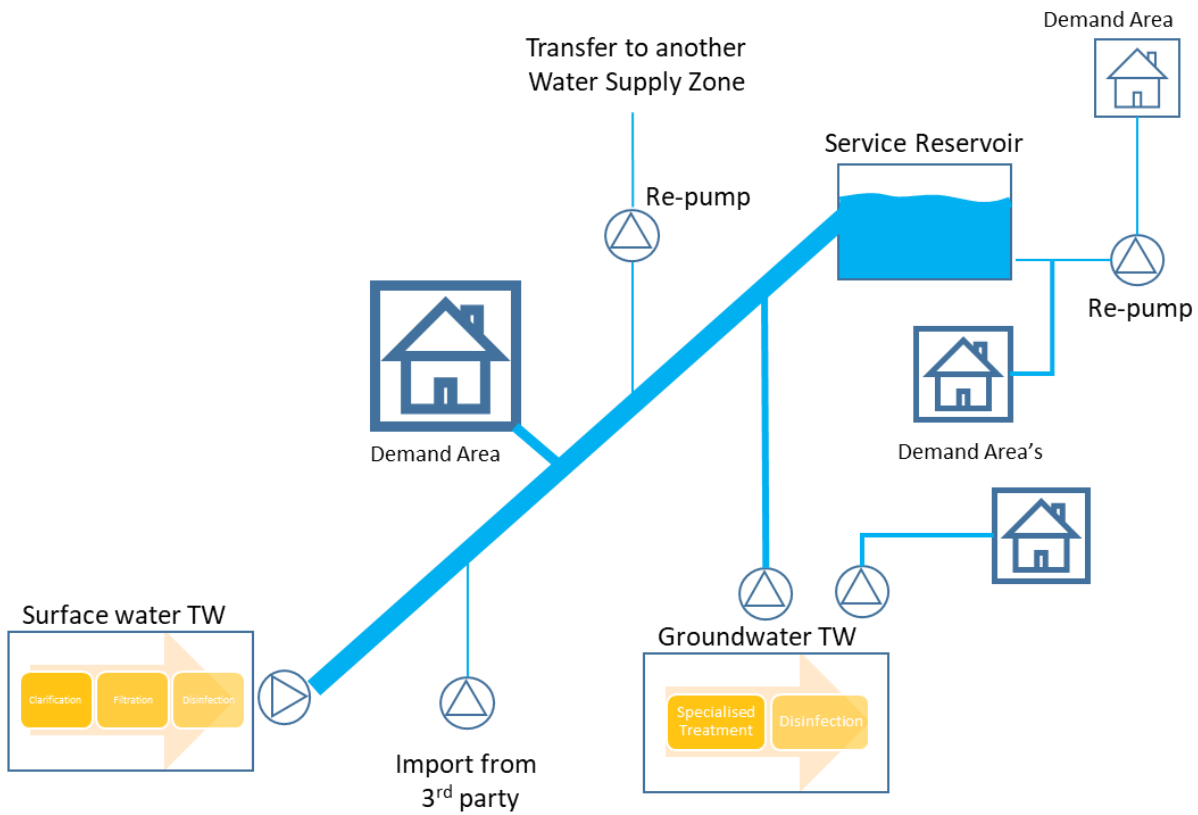 Demand Area
Transfer to another
Water Supply Zone
Service Reservoir
Re-pump
Re-pump
Demand Area
Demand Area's
Surface water TW
Clarification
Filtration
Disinfection
Groundwater TW
Specialised
Treatment
Disinfection
Import from
3rd party